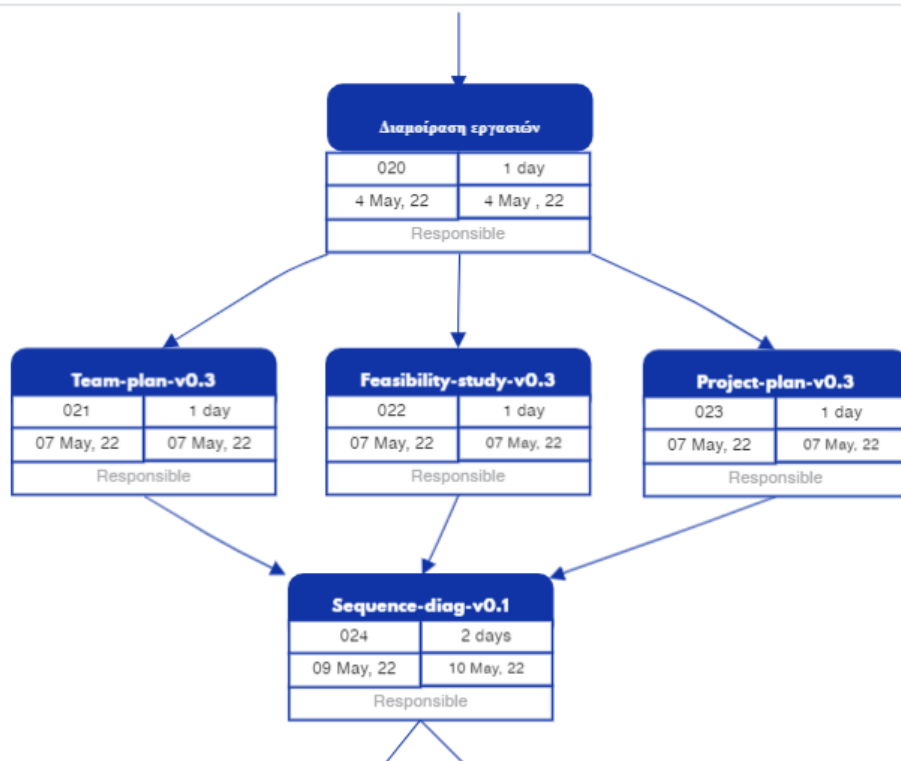 Διαμοίραση εργασιών
020 1 day
4 May, 22 4 May , 22
Responsible
Team-plan-v0.3 Feasibility-study-v0.3 Project-plan-v0.3
021 1 day 022 1 day 023 1 day
07 May, 22 07 May, 22 07 May, 22 07 May, 22 07 May, 22 07 May, 22
Responsible Responsible Responsible
Sequence-diag-v0.1
024 2 days
09 May, 22 10 May, 22
Responsible